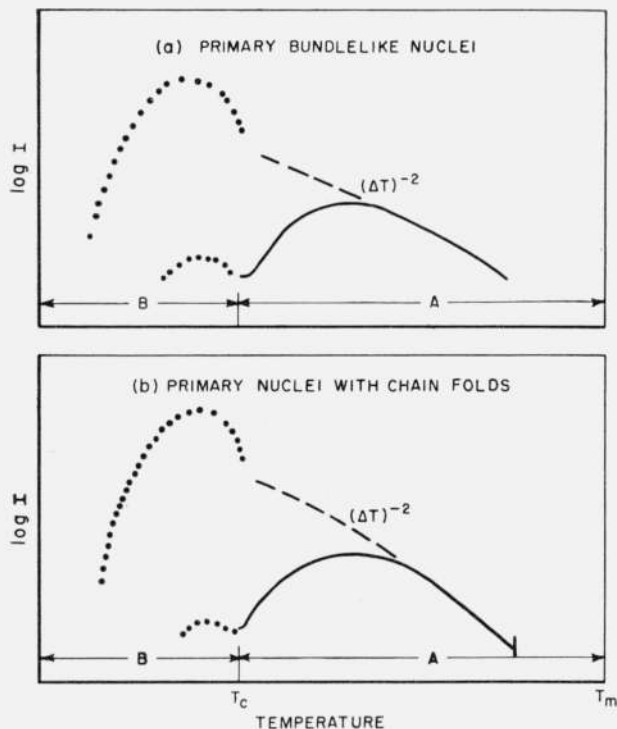 (a) PRIMARY BUNDLELIKE NUCLEI
log I
(ΔT)⁻²
B
A
(b) PRIMARY NUCLEI WITH CHAIN FOLDS
log I
(ΔT)⁻²
B
A
Tc
Tm
TEMPERATURE